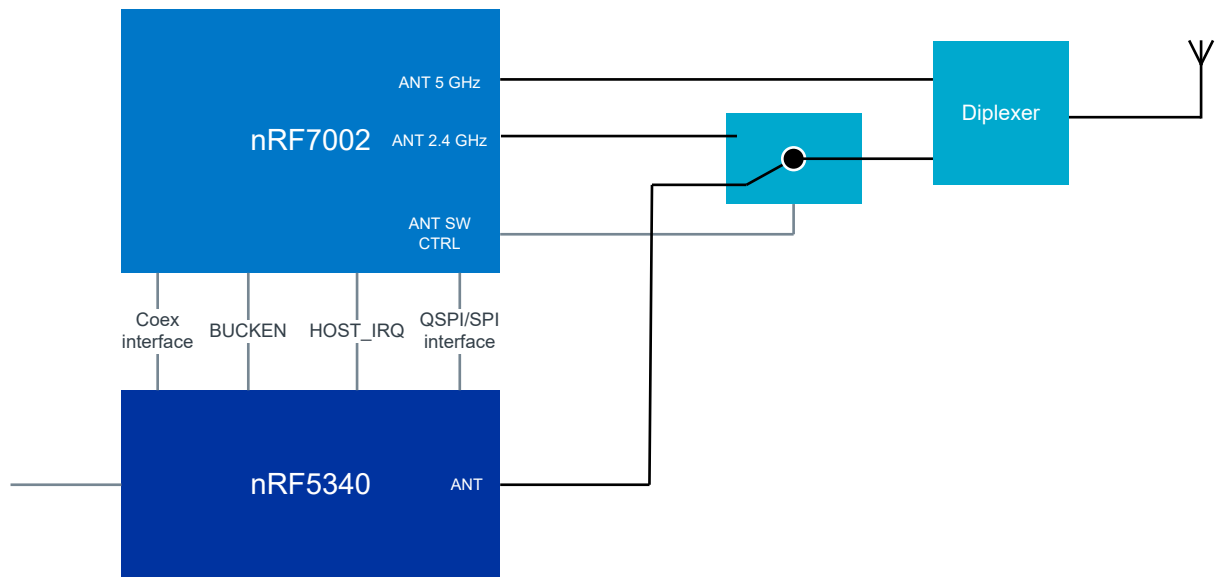 ANT 5 GHz
nRF7002
ANT 2.4 GHz
ANT SW
CTRL
Diplexer
Coex
interface
BUCKEN
HOST_IRQ
QSPI/SPI
interface
nRF5340
ANT